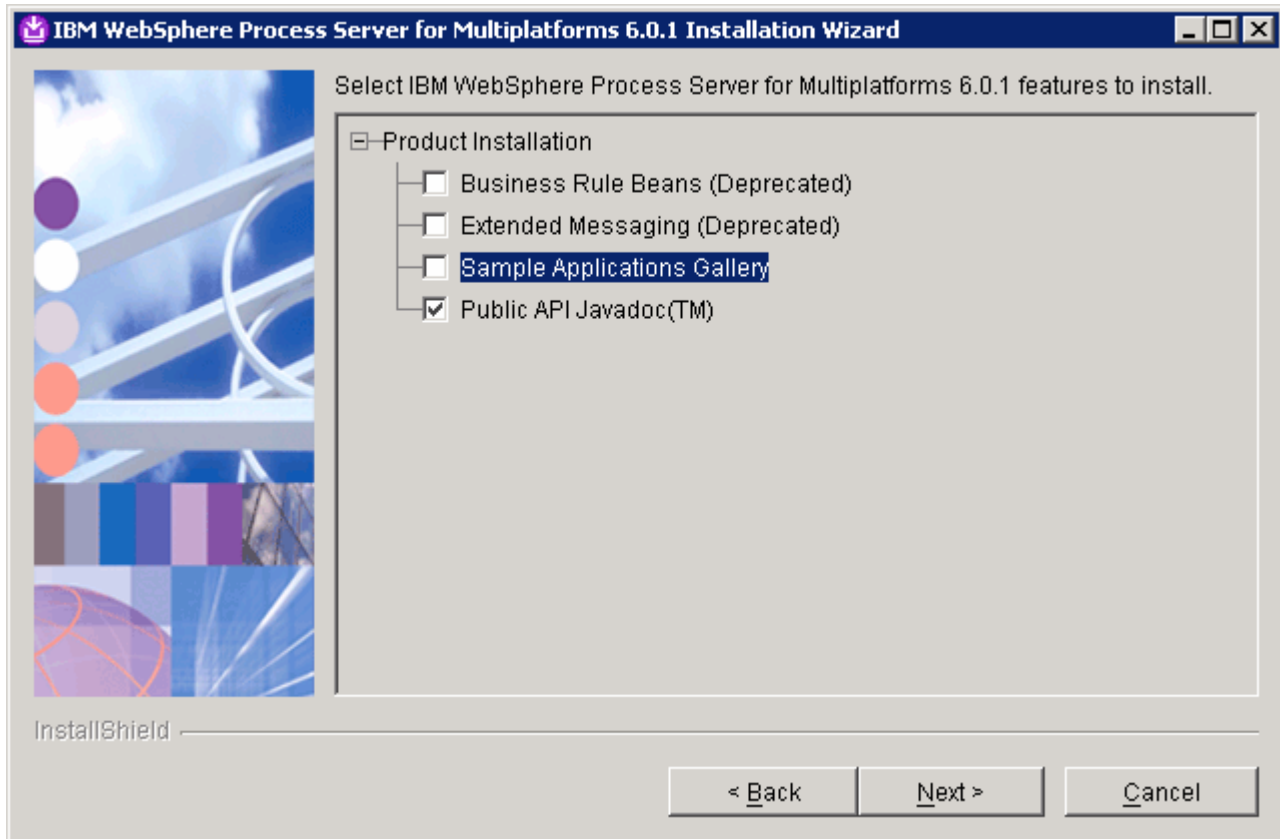 IBM WebSphere Process Server for Multiplatforms 6.0.1 Installation Wizard
Select IBM WebSphere Process Server for Multiplatforms 6.0.1 features to install.
Product Installation
Business Rule Beans (Deprecated)
Extended Messaging (Deprecated)
Sample Applications Gallery
Public API Javadoc(TM)
InstallShield
< Back
Next >
Cancel